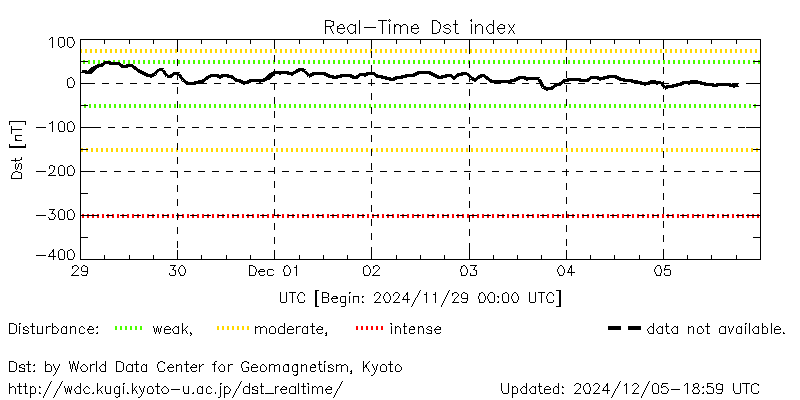 Real-Time Dst index
100
0
-100
-200
-300
-400
Dst [nT]
29 30 Dec 01 02 03 04 05
UTC [Begin: 2024/11/29 00:00 UTC]
Disturbance: weak, moderate, intense data not available.
Dst: by World Data Center for Geomagnetism, Kyoto
http://wdc.kugi.kyoto-u.ac.jp/dst_realtime/ Updated: 2024/12/05-18:59 UTC